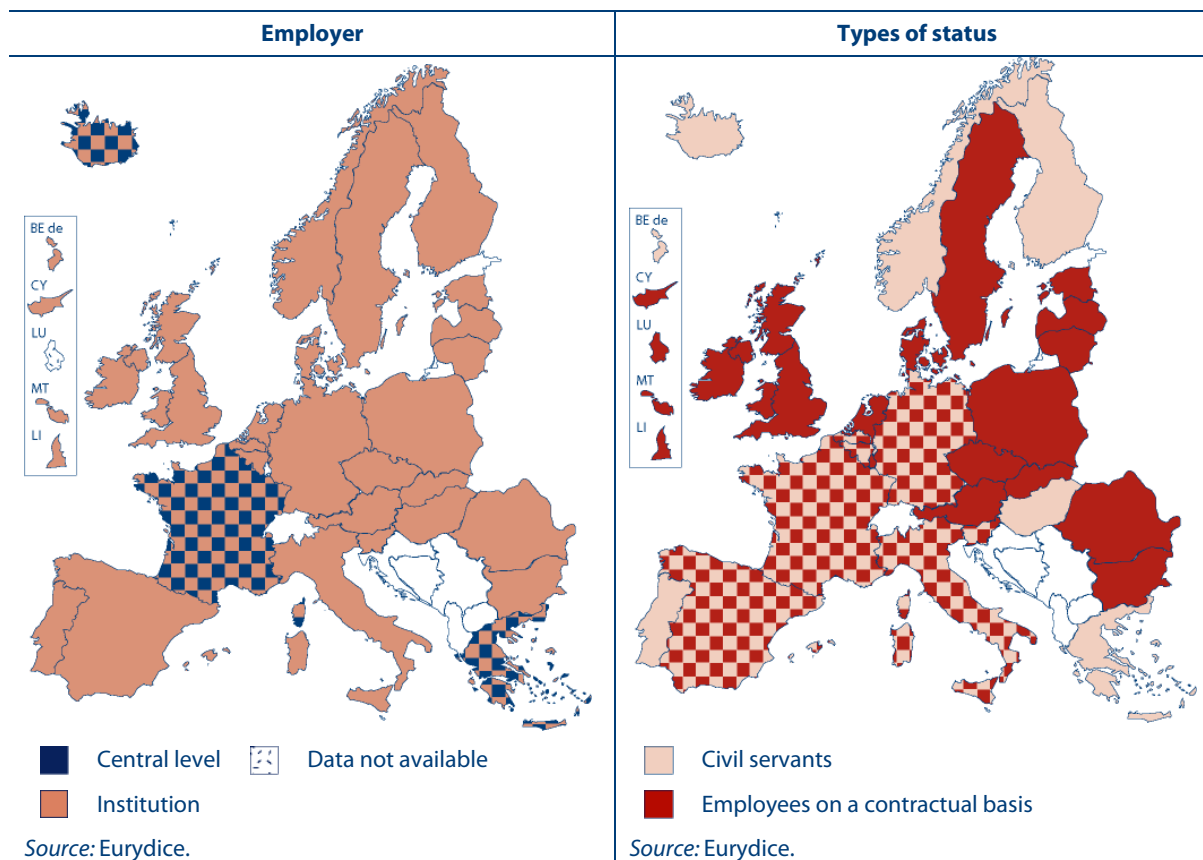 Employer
Types of status
BE de
CY
LU
MT
LI
BE de
CY
LU
MT
LI
Central level
Data not available
Institution
Source: Eurydice.
Civil servants
Employees on a contractual basis
Source: Eurydice.